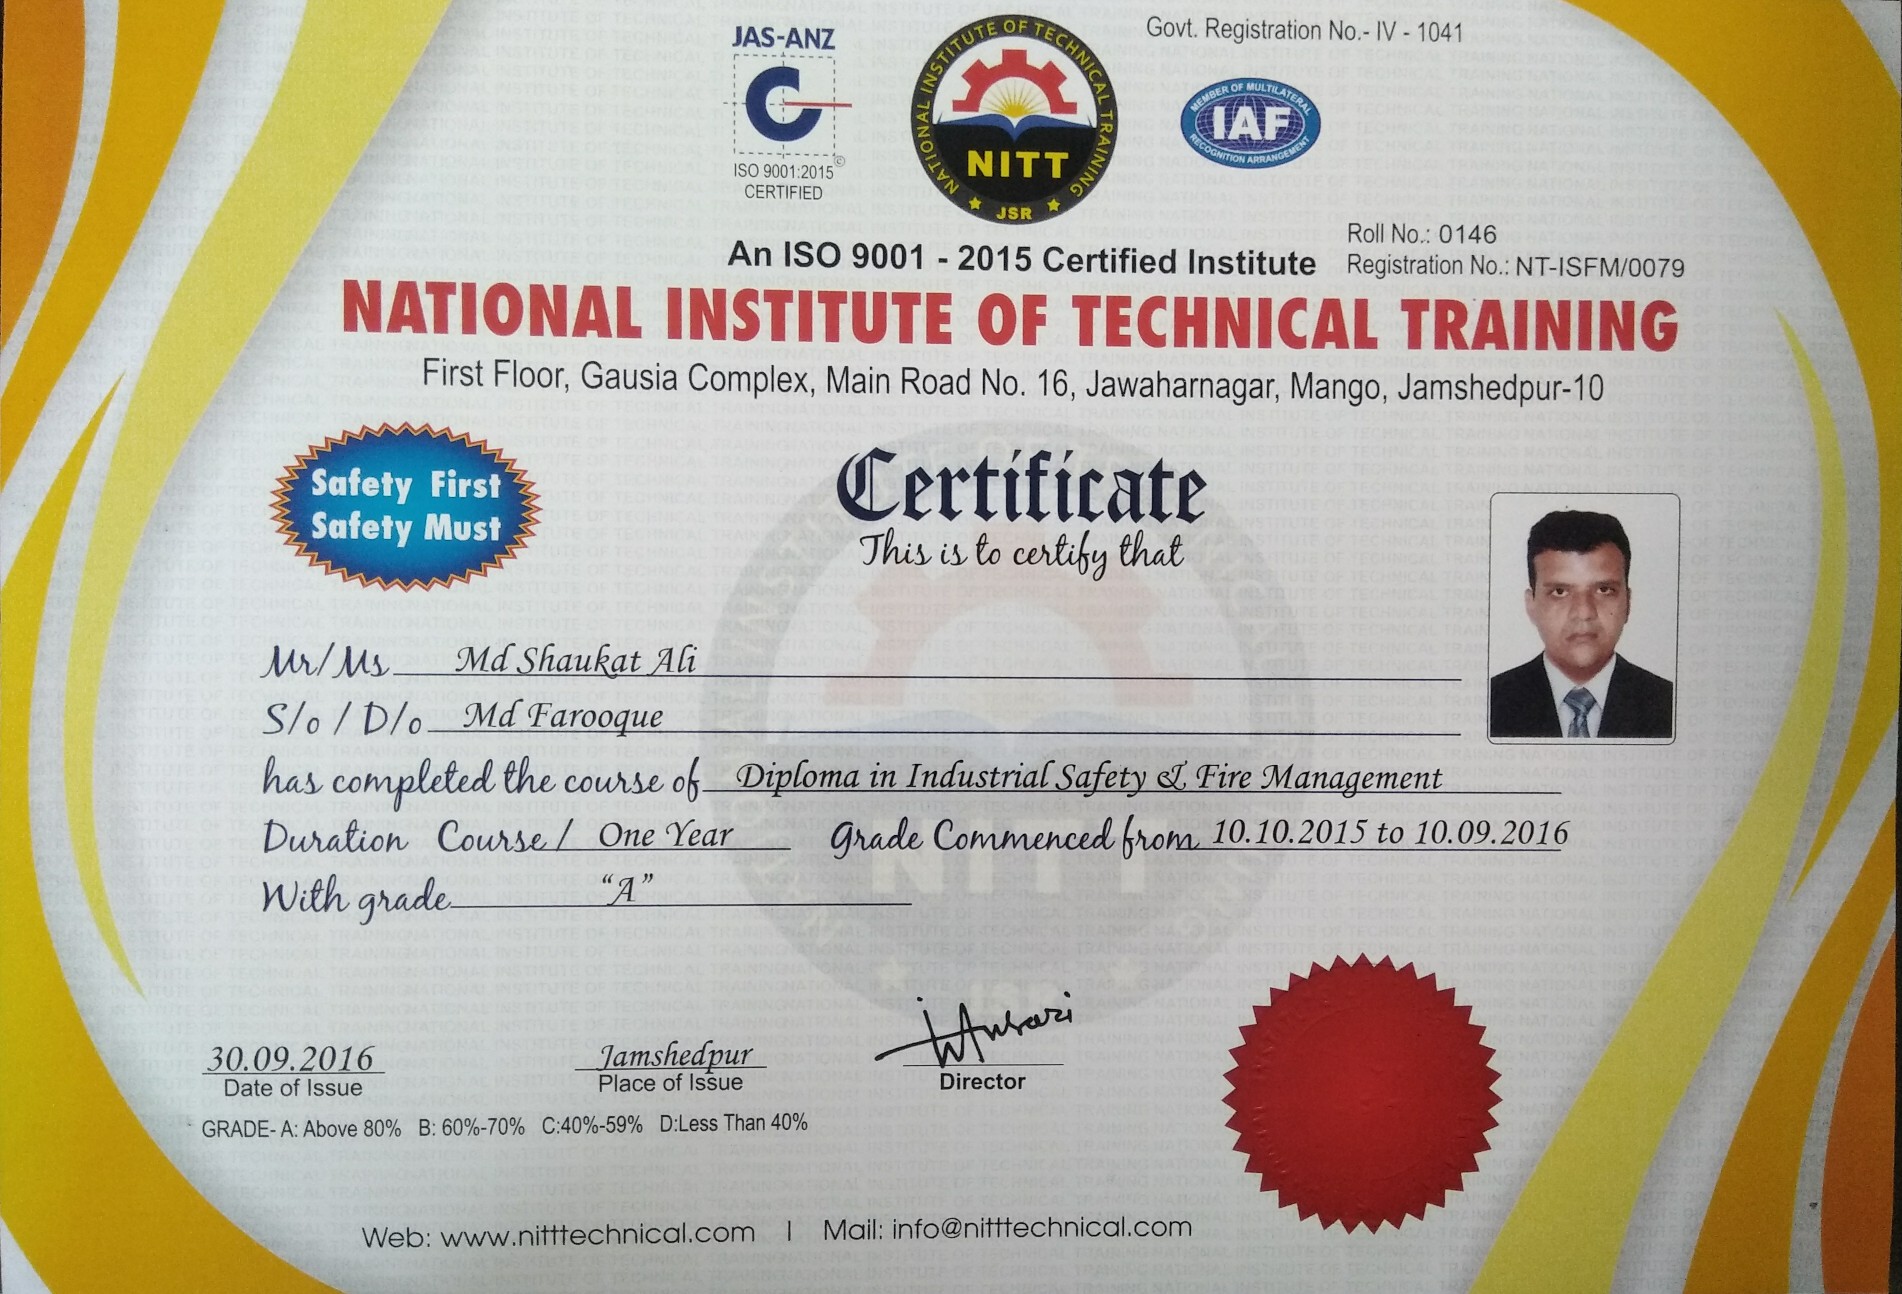 Govt. Registration No.- IV - 1041
JAS-ANZ
ISO 9001:2015
CERTIFIED
NATIONAL INSTITUTE OF TECHNICAL TRAINING
NITT
JSR
MEMBER OF MULTILATERAL
IAF
RECOGNITION ARRANGEMENT
Roll No.: 0146
An ISO 9001 - 2015 Certified Institute
Registration No.: NT-ISFM/0079
NATIONAL INSTITUTE OF TECHNICAL TRAINING
First Floor, Gausia Complex, Main Road No. 16, Jawaharnagar, Mango, Jamshedpur-10
Safety First
Safety Must
Certificate
This is to certify that
Mr/Ms Md Shaukat Ali
S/o / D/o Md Farooque
has completed the course of Diploma in Industrial Safety & Fire Management
Duration Course / One Year Grade Commenced from 10.10.2015 to 10.09.2016
With grade "A"
30.09.2016
Date of Issue
Jamshedpur
Place of Issue
Ansari
Director
GRADE- A: Above 80% B: 60%-70% C:40%-59% D:Less Than 40%
Web: www.nitttechnical.com | Mail: info@nitttechnical.com